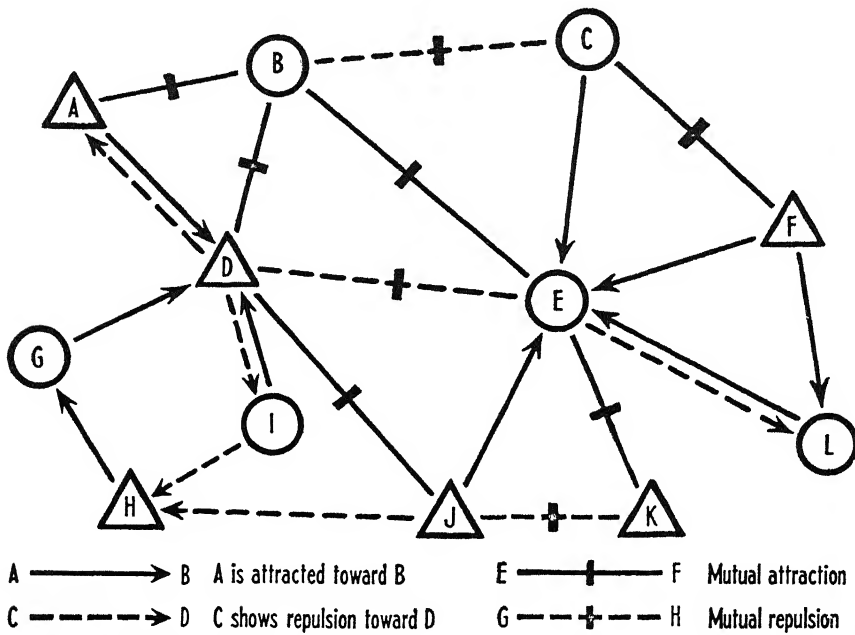 C
B
A
F
D
E
G
I
L
H
J
K
A B A is attracted toward B
E F Mutual attraction
C D C shows repulsion toward D
G H Mutual repulsion